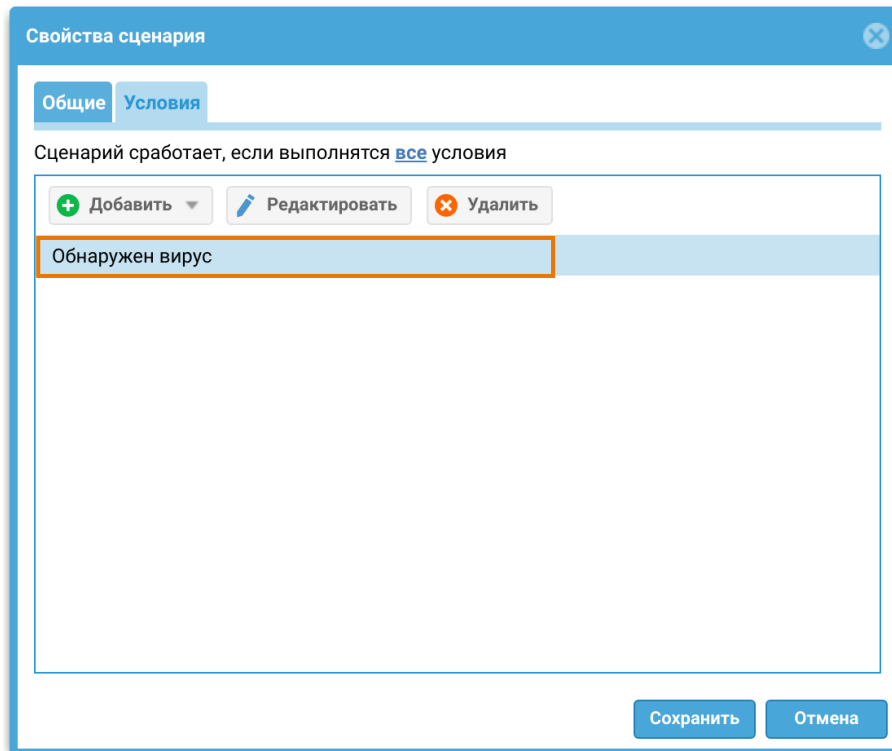 Свойства сценария
Общие Условия
Сценарий сработает, если выполнятся все условия
Добавить Редактировать Удалить
Обнаружен вирус
Сохранить Отмена